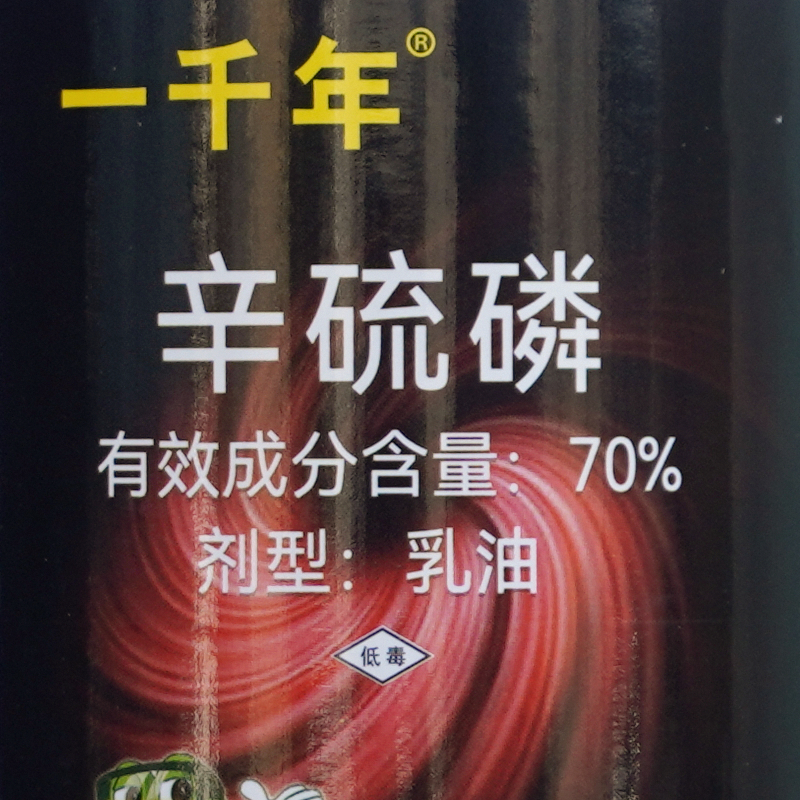 一千年®
辛硫磷
有效成分含量：70%
剂型：乳油
低毒